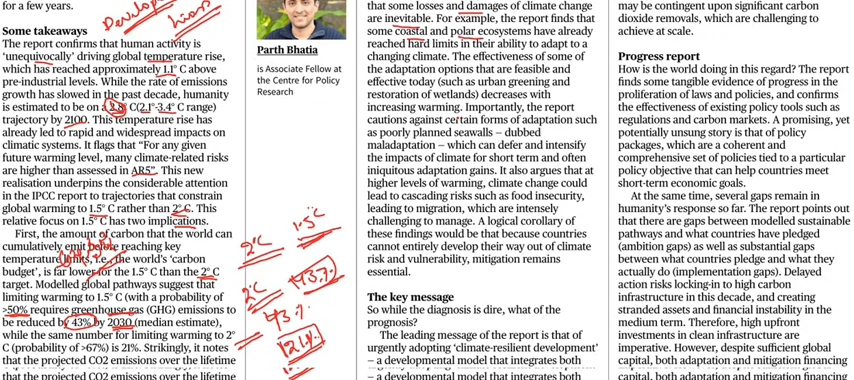 for a few years.
Some takeaways
The report confirms that human activity is
‘unequivocally’ driving global temperature rise,
which has reached approximately 1.1° C above
pre-industrial levels. While the rate of emissions
growth has slowed in the past decade, humanity
is estimated to be on a 2.8° C(2.1°-3.4° C range)
trajectory by 2100. This temperature rise has
already led to rapid and widespread impacts on
climatic systems. It flags that “For any given
future warming level, many climate-related risks
are higher than assessed in AR5”. This new
realisation underpins the considerable attention
in the IPCC report to trajectories that constrain
global warming to 1.5° C rather than 2° C. This
relative focus on 1.5° C has two implications.
First, the amount of carbon that the world can
cumulatively emit before reaching key
temperature limits, i.e., the world’s ‘carbon
budget’, is far lower for the 1.5° C than the 2° C
target. Modelled global pathways suggest that
limiting warming to 1.5° C (with a probability of
>50% requires greenhouse gas (GHG) emissions to
be reduced by 43% by 2030 (median estimate),
while the same number for limiting warming to 2°
C (probability of >67%) is 21%. Strikingly, it notes
that the projected CO2 emissions over the lifetime
Parth Bhatia
is Associate Fellow at
the Centre for Policy
Research
2°C
1.5°C
2°C
43%
43%
21%
that some losses and damages of climate change
are inevitable. For example, the report finds that
some coastal and polar ecosystems have already
reached hard limits in their ability to adapt to a
changing climate. The effectiveness of some of
the adaptation options that are feasible and
effective today (such as urban greening and
restoration of wetlands) decreases with
increasing warming. Importantly, the report
cautions against certain forms of adaptation such
as poorly planned seawalls — dubbed
maladaptation — which can defer and intensify
the impacts of climate for short term and often
iniquitous adaptation gains. It also argues that at
higher levels of warming, climate change could
lead to cascading risks such as food insecurity,
leading to migration, which are intensely
challenging to manage. A logical corollary of
these findings would be that because countries
cannot entirely develop their way out of climate
risk and vulnerability, mitigation remains
essential.
The key message
So while the diagnosis is dire, what of the
prognosis?
The leading message of the report is that of
urgently adopting ‘climate-resilient development’
— a developmental model that integrates both
— a developmental model that integrates both
may be contingent upon significant carbon
dioxide removals, which are challenging to
achieve at scale.
Progress report
How is the world doing in this regard? The report
finds some tangible evidence of progress in the
proliferation of laws and policies, and confirms
the effectiveness of existing policy tools such as
regulations and carbon markets. A promising, yet
potentially unsung story is that of policy
packages, which are a coherent and
comprehensive set of policies tied to a particular
policy objective that can help countries meet
short-term economic goals.
At the same time, several gaps remain in
humanity’s response so far. The report points out
that there are gaps between modelled sustainable
pathways and what countries have pledged
(ambition gaps) as well as substantial gaps
between what countries pledge and what they
actually do (implementation gaps). Delayed
action risks locking-in to high carbon
infrastructure in this decade, and creating
stranded assets and financial instability in the
medium term. Therefore, high upfront
investments in clean infrastructure are
imperative. However, despite sufficient global
capital, both adaptation and mitigation financing
capital, both adaptation and mitigation financing